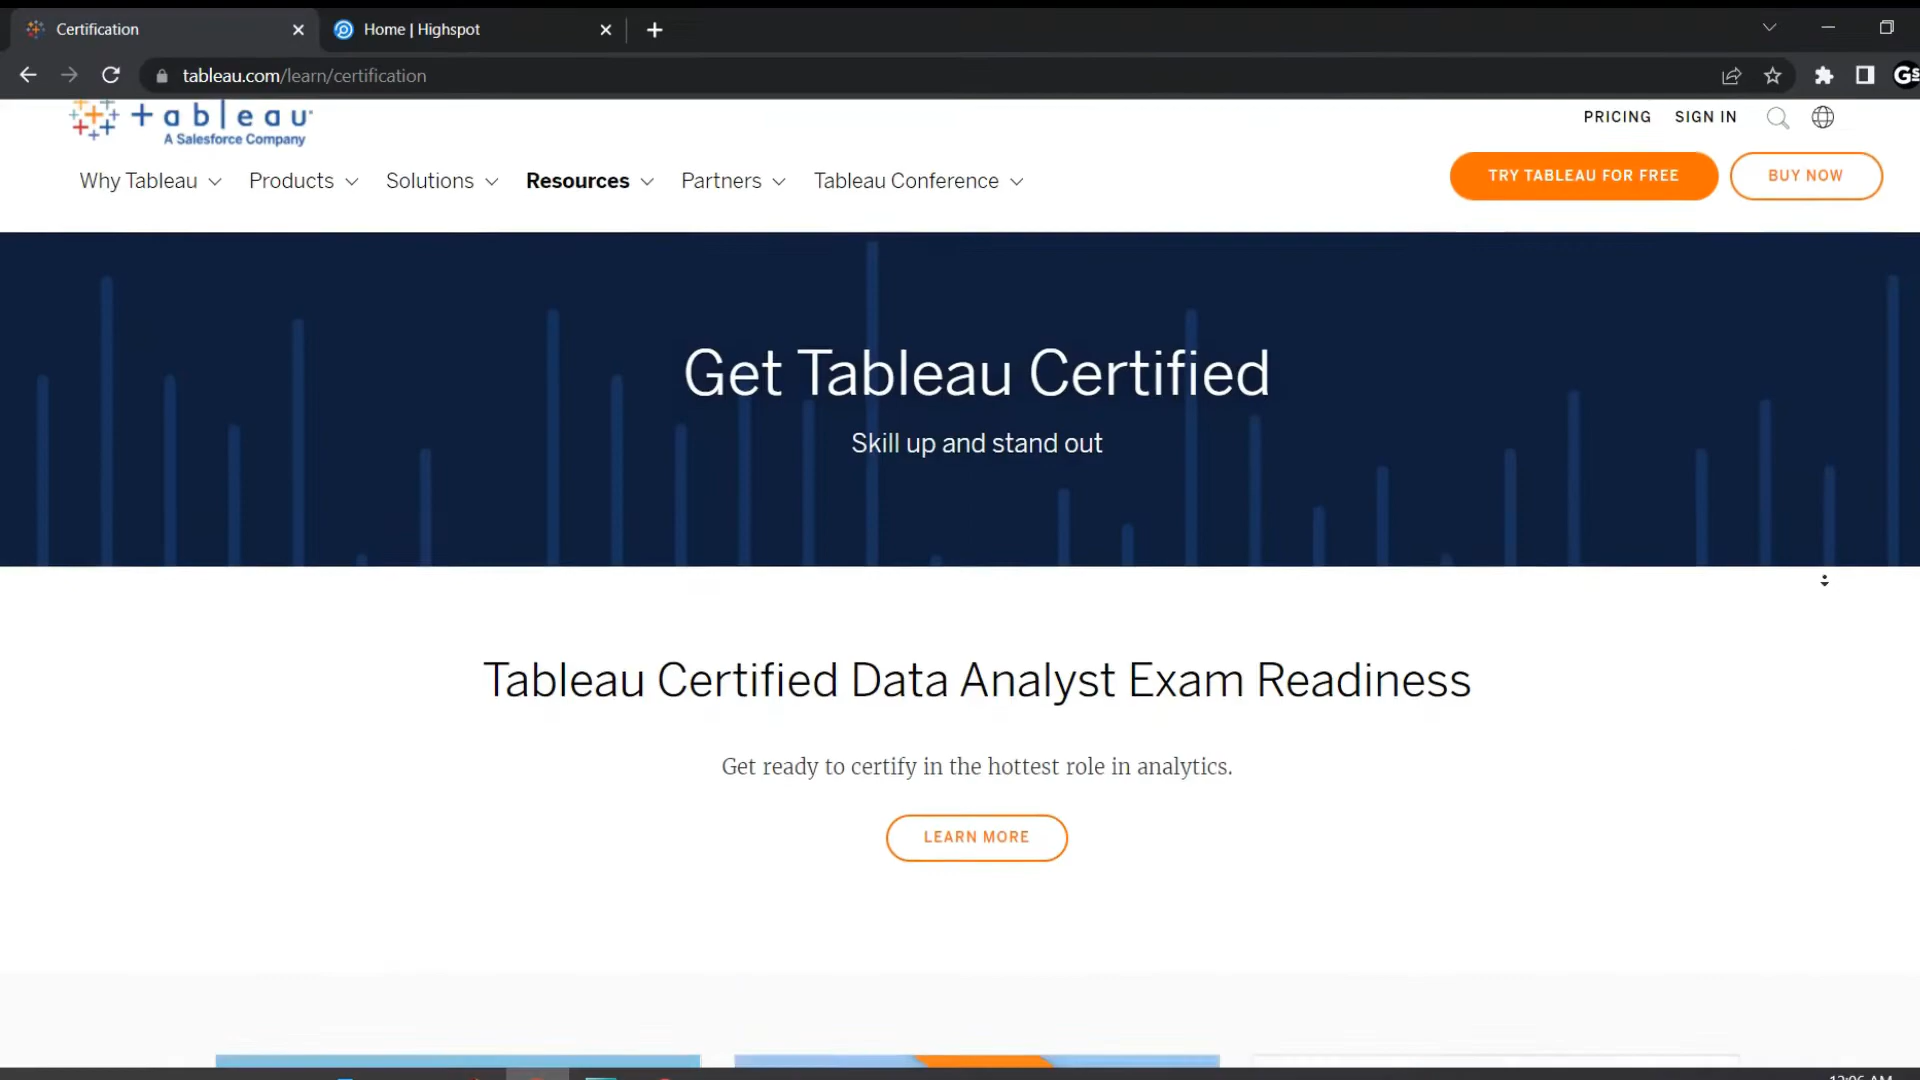 Certification
Home | Highspot
tableau.com/learn/certification
+ a b l e a u
A Salesforce Company
PRICING SIGN IN
Why Tableau Products Solutions Resources Partners Tableau Conference
TRY TABLEAU FOR FREE
BUY NOW
Get Tableau Certified
Skill up and stand out
Tableau Certified Data Analyst Exam Readiness
Get ready to certify in the hottest role in analytics.
LEARN MORE